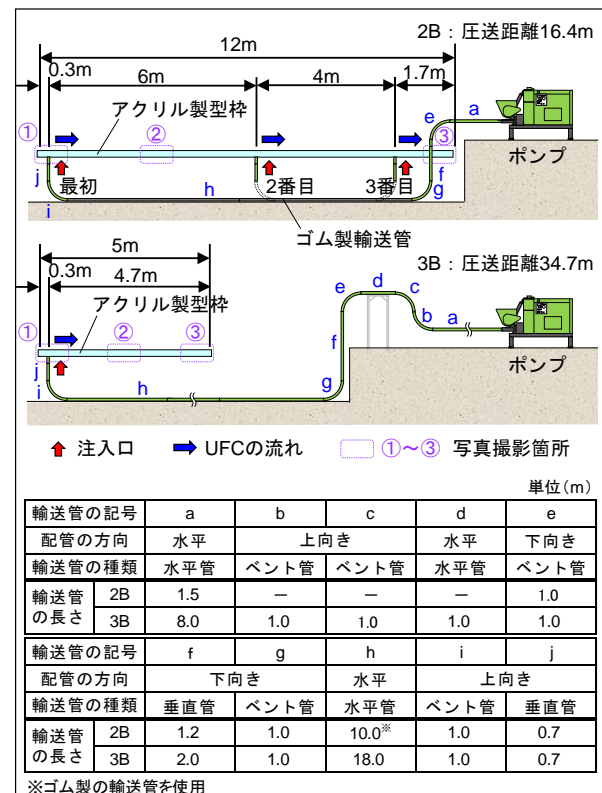 2B：圧送距離16.4m
12m
0.3m 6m 4m 1.7m
アクリル製型枠
① ② ③
e a
ポンプ
j 最初 h 2番目 3番目 f
g
i
ゴム製輸送管
5m
3B：圧送距離34.7m
0.3m 4.7m
アクリル製型枠
e d c
b a
① ② ③
f
ポンプ
j
h g
i
注入口 UFCの流れ ①～③ 写真撮影箇所
単位(m)
輸送管の記号 a b c d e
配管の方向 水平 上向き 水平 下向き
輸送管の種類 水平管 ベント管 ベント管 水平管 ベント管
輸送管の長さ 2B 1.5 － － － 1.0
3B 8.0 1.0 1.0 1.0 1.0
輸送管の記号 f g h i j
配管の方向 下向き 水平 上向き
輸送管の種類 垂直管 ベント管 水平管 ベント管 垂直管
輸送管の長さ 2B 1.2 1.0 10.0※ 1.0 0.7
3B 2.0 1.0 18.0 1.0 0.7
※ゴム製の輸送管を使用